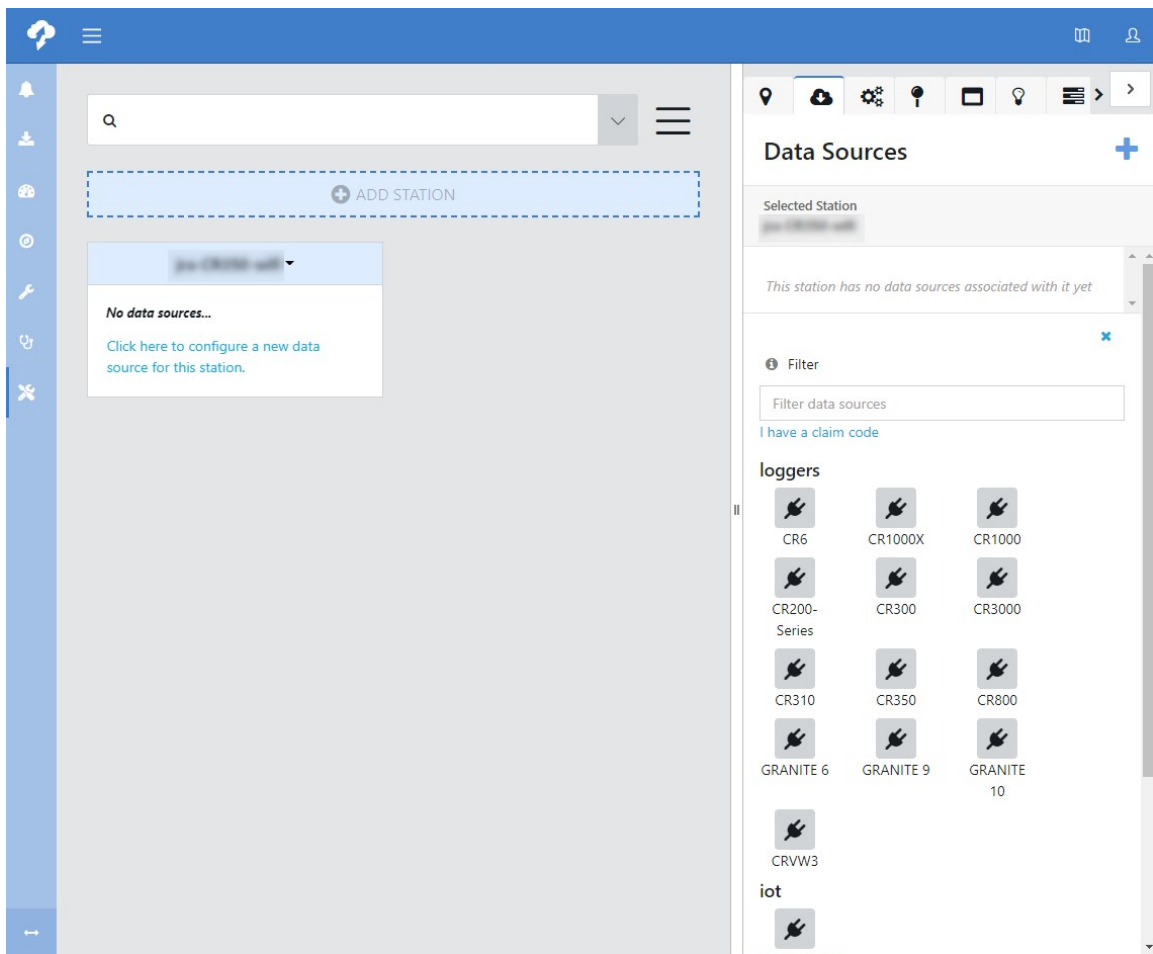 ADD STATION
No data sources...
Click here to configure a new data
source for this station.
Data Sources
Selected Station
This station has no data sources associated with it yet
Filter
Filter data sources
I have a claim code
loggers
CR6 CR1000X CR1000
CR200-
Series CR300 CR3000
CR310 CR350 CR800
GRANITE 6 GRANITE 9 GRANITE
10
CRVW3
iot